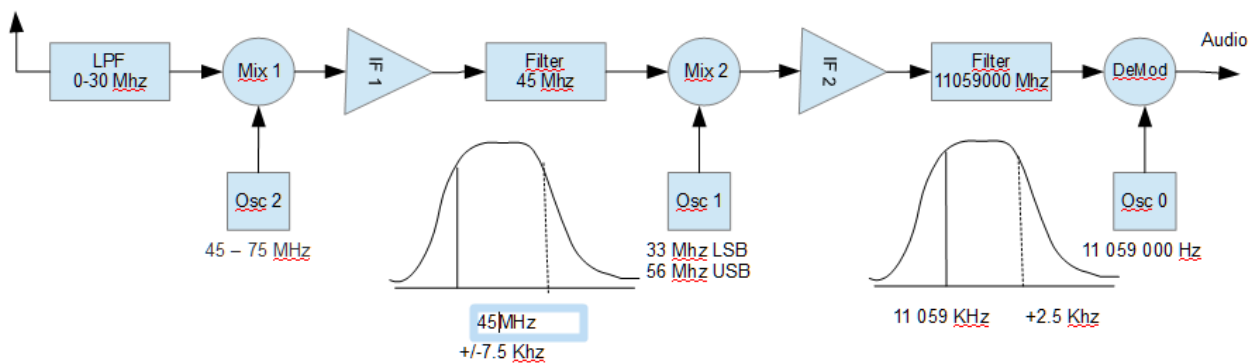 LPF
0-30 Mhz
Mix 1
IF 1
Filter
45 Mhz
Mix 2
IF 2
Filter
11059000 Mhz
DeMod
Audio
Osc 2
45 – 75 MHz
Osc 1
33 Mhz LSB
56 Mhz USB
Osc 0
11 059 000 Hz
45MHz
+/-7.5 Khz
11 059 KHz
+2.5 Khz